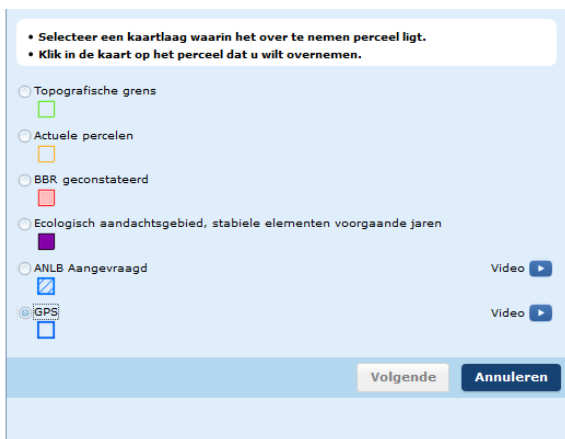 • Selecteer een kaartlaag waarin het over te nemen perceel ligt.
• Klik in de kaart op het perceel dat u wilt overnemen.
Topografische grens
Actuele percelen
BBR geconstateerd
Ecologisch aandachtsgebied, stabiele elementen voorgaande jaren
ANLB Aangevraagd Video
GPS Video
Volgende Annuleren